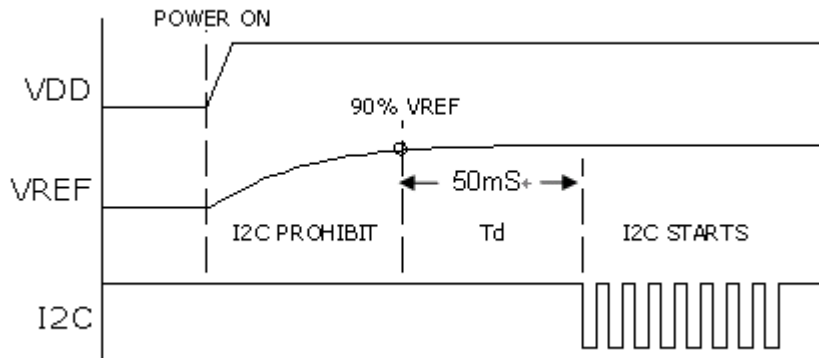 POWER ON
VDD
90% VREF
VREF
50mS
I2C PROHIBIT
Td
I2C STARTS
I2C